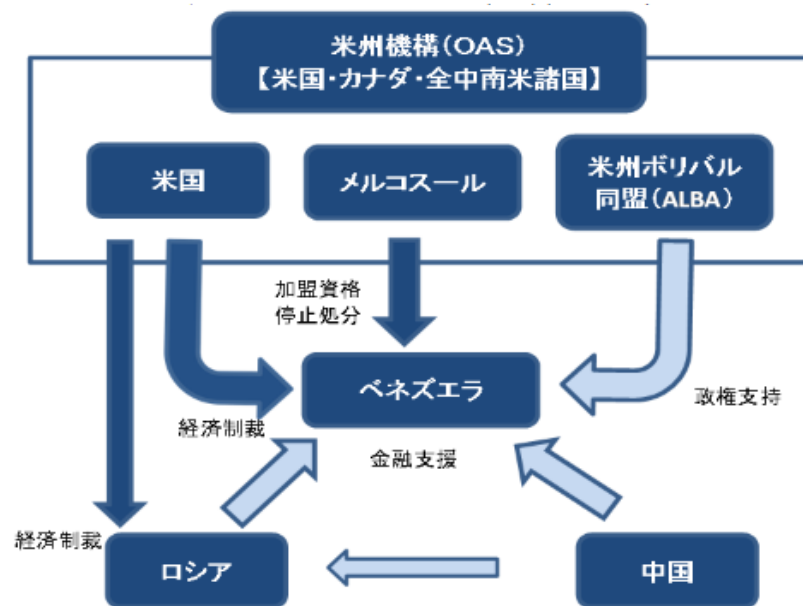 米州機構(OAS)
【米国・カナダ・全中南米諸国】
米国
メルコスール
米州ボリバル
同盟(ALBA)
加盟資格
停止処分
ベネズエラ
政権支持
経済制裁
金融支援
経済制裁
ロシア
中国